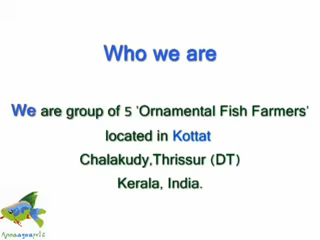 Who we are
We are group of 5 'Ornamental Fish Farmers'
located in Kottat
Chalakudy,Thrissur (DT)
Kerala, India.